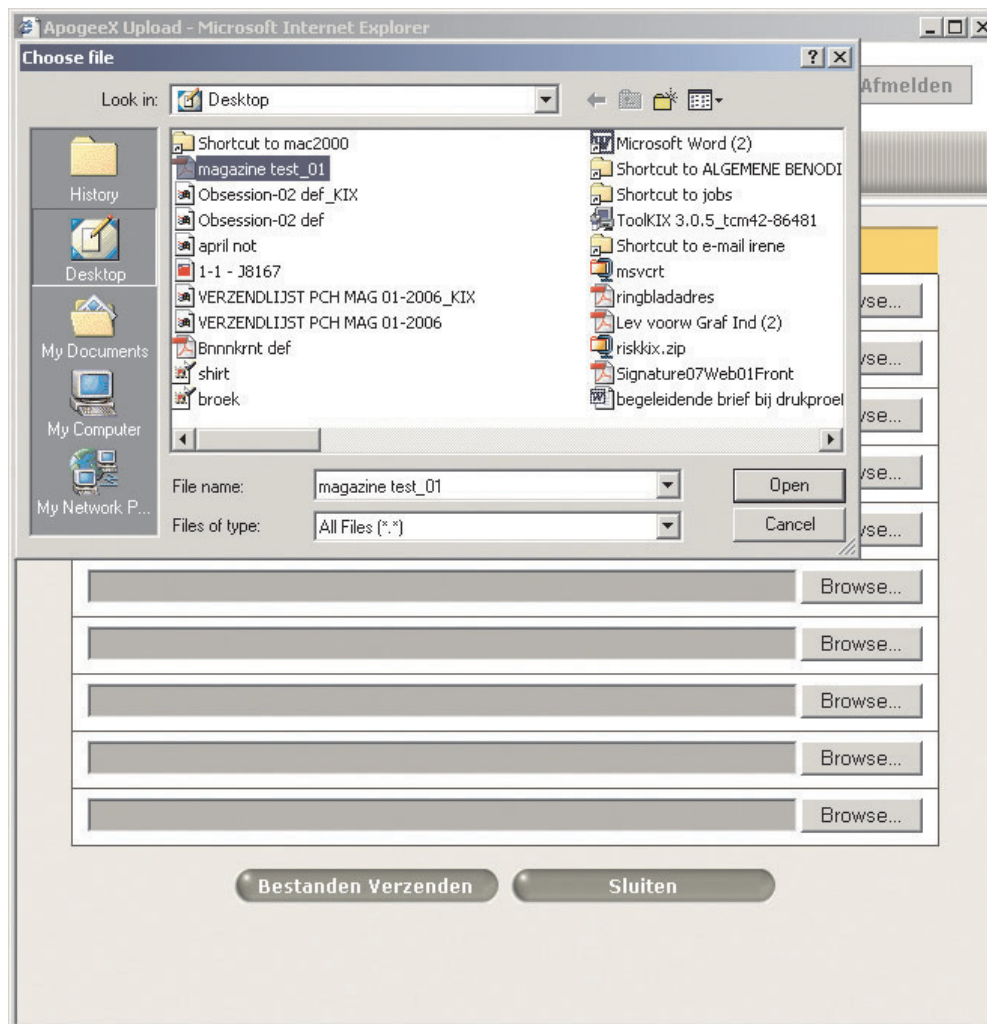 ApogeeX Upload - Microsoft Internet Explorer
Choose file
Afmelden
Look in:
Desktop
History
Desktop
My Documents
My Computer
My Network P...
Shortcut to mac2000
magazine test_01
Obsession-02 def_KIX
Obsession-02 def
april not
1-1 - J8167
VERZENDLIJST PCH MAG 01-2006_KIX
VERZENDLIJST PCH MAG 01-2006
Bnnnkrnt def
shirt
broek
Microsoft Word (2)
Shortcut to ALGEMENE BENODI
Shortcut to jobs
ToolKIX 3.0.5_tcm42-86481
Shortcut to e-mail irene
msvcrt
ringbladadres
Lev voorw Graf Ind (2)
riskkix.zip
Signature07Web01Front
begeleidende brief bij drukproef
File name:
magazine test_01
Open
Files of type:
All Files (*.*)
Cancel
wse...
wse...
wse...
wse...
wse...
Browse...
Browse...
Browse...
Browse...
Browse...
Bestanden Verzenden
Sluiten